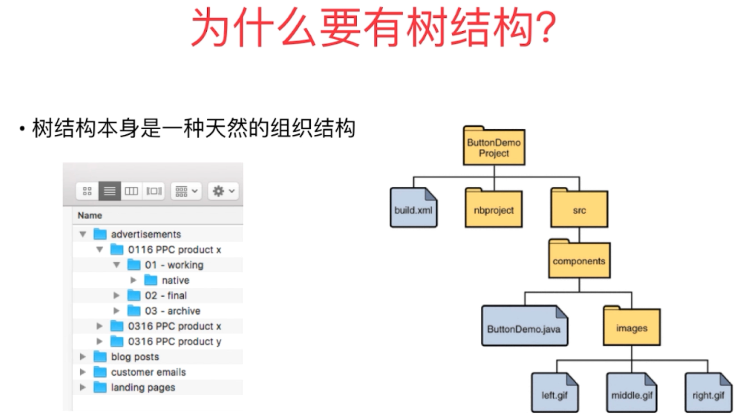 为什么要有树结构?
• 树结构本身是一种天然的组织结构
Name
advertisements
0116 PPC product x
01 - working
native
02 - final
03 - archive
0316 PPC product x
0316 PPC product y
blog posts
customer emails
landing pages
ButtonDemo
Project
build.xml
nbproject
src
components
ButtonDemo.java
images
left.gif
middle.gif
right.gif